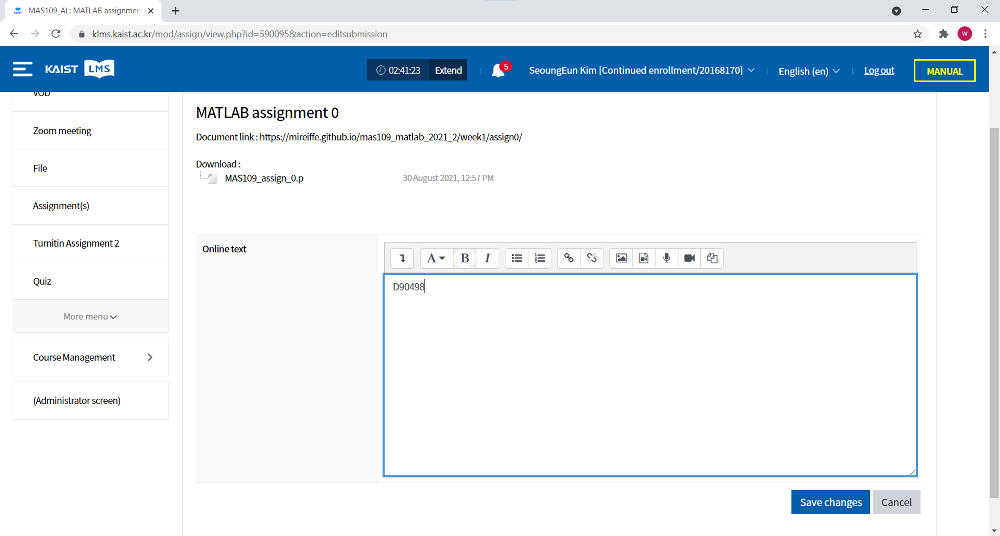 MAS109_AL: MATLAB assignmen
klms.kaist.ac.kr/mod/assign/view.php?id=590095&action=editsubmission
W
KAIST LMS
02:41:23 Extend
5
SeoungEun Kim [Continued enrollment/20168170]
English (en)
Log out
MANUAL
VOD
Zoom meeting
File
Assignment(s)
Turnitin Assignment 2
Quiz
More menu
Course Management
(Administrator screen)
MATLAB assignment 0
Document link : https://mireiffe.github.io/mas109_matlab_2021_2/week1/assign0/
Download :
MAS109_assign_0.p 30 August 2021, 12:57 PM
Online text
A B I
D90498
Save changes Cancel